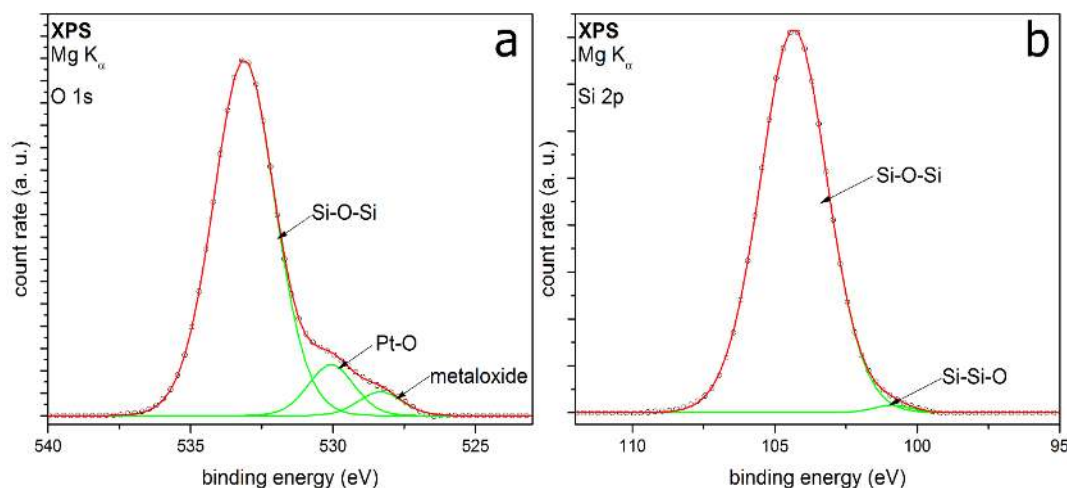 XPS
Mg Kα
O 1s
a
Si-O-Si
Pt-O
metaloxide
count rate (a. u.)
540 535 530 525
binding energy (eV)
XPS
Mg Kα
Si 2p
b
Si-O-Si
Si-Si-O
count rate (a. u.)
110 105 100 95
binding energy (eV)